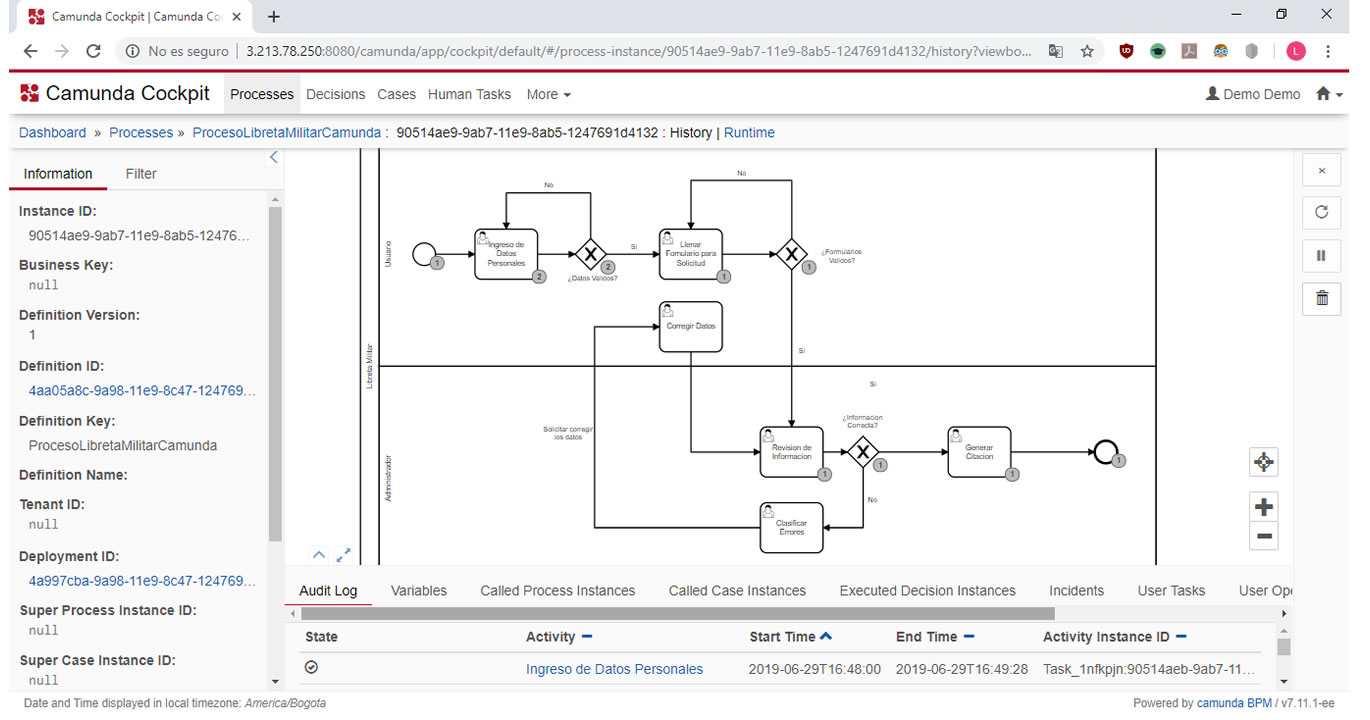 Camunda Cockpit | Camunda Co
No es seguro | 3.213.78.250:8080/camunda/app/cockpit/default/#/process-instance/90514ae9-9ab7-11e9-8ab5-1247691d4132/history?viewbo...
L
Camunda Cockpit Processes Decisions Cases Human Tasks More Demo Demo
Dashboard » Processes » ProcesoLibretaMilitarCamunda : 90514ae9-9ab7-11e9-8ab5-1247691d4132 : History | Runtime
Information Filter
Instance ID:
90514ae9-9ab7-11e9-8ab5-12476...
Business Key:
null
Definition Version:
1
Definition ID:
4aa05a8c-9a98-11e9-8c47-124769...
Definition Key:
ProcesoLibretaMilitarCamunda
Definition Name:
Tenant ID:
null
Deployment ID:
4a997cba-9a98-11e9-8c47-124769...
Super Process Instance ID:
null
Super Case Instance ID:
null
Libreta Militar
Usuario
No
No
1
Ingreso de
Datos
Personales
2
2
¿Datos Validos?
Si
Llenar
Fomulario para
Solicitud
1
1
¿Formularios
Validos?
Corregir Datos
Si
Administrador
Si
Solicitar corregir
los datos
Revision de
Informacion
1
¿Informacion
Correcta?
1
Generar
Citacion
1
1
No
Clasificar
Errores
Audit Log Variables Called Process Instances Called Case Instances Executed Decision Instances Incidents User Tasks User Ope
State Activity Start Time End Time Activity Instance ID
Ingreso de Datos Personales 2019-06-29T16:48:00 2019-06-29T16:49:28 Task_1nfkpjn:90514aeb-9ab7-11...
Date and Time displayed in local timezone: America/Bogota
Powered by camunda BPM / v7.11.1-ee